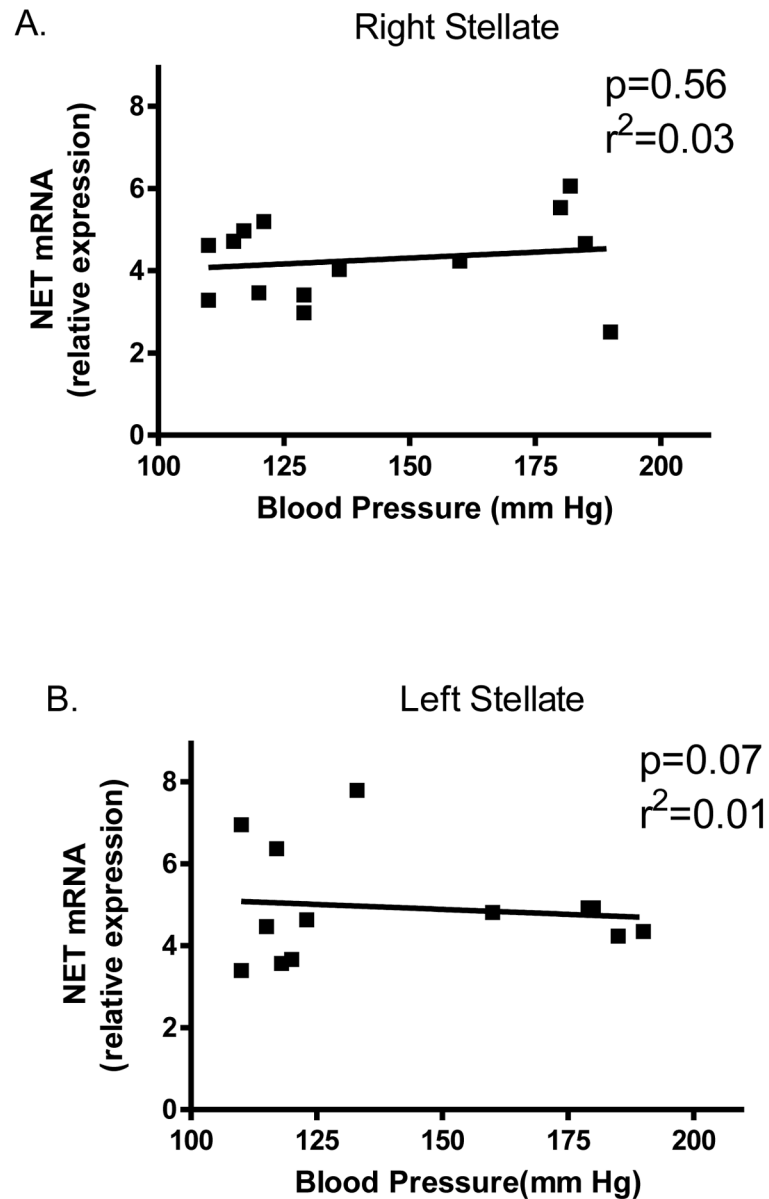 A.
Right Stellate
p=0.56
r²=0.03
NET mRNA
(relative expression)
8
6
4
2
0
100 125 150 175 200
Blood Pressure (mm Hg)
B.
Left Stellate
p=0.07
r²=0.01
NET mRNA
(relative expression)
8
6
4
2
0
100 125 150 175 200
Blood Pressure(mm Hg)